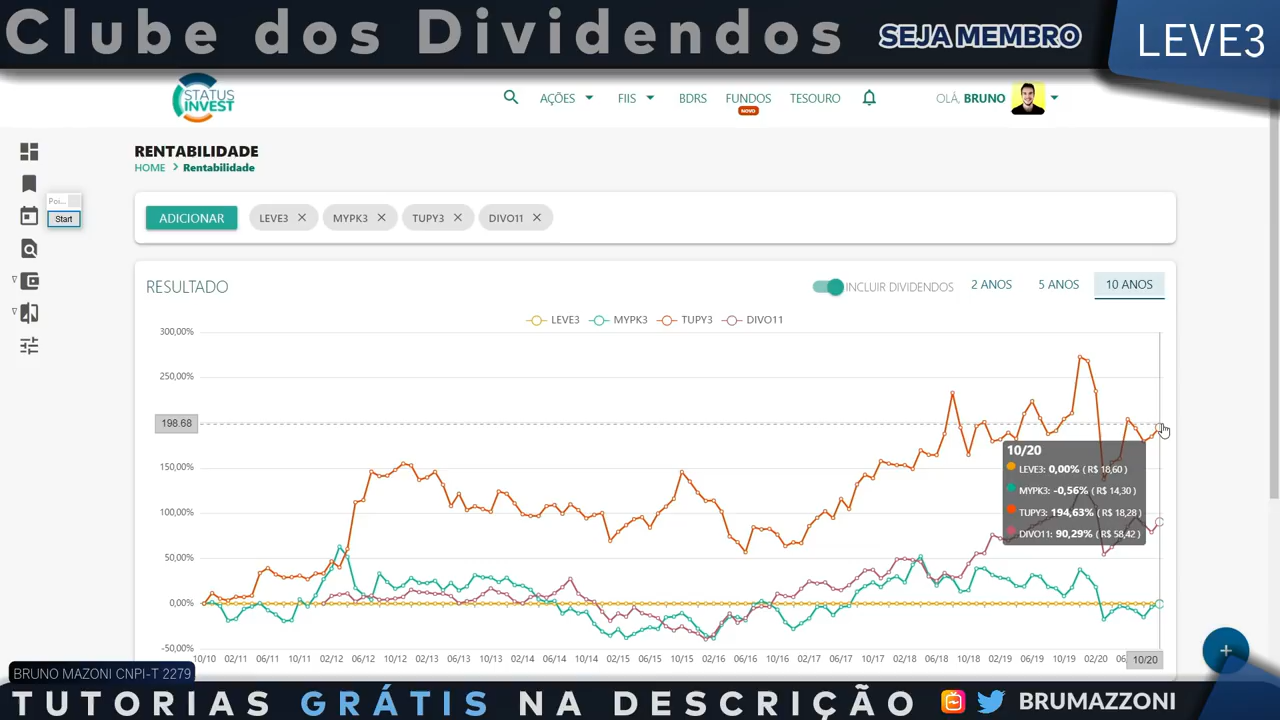 Clube dos Dividendos SEJA MEMBRO LEVE3
STATUS INVEST
AÇÕES FIIS BDRS FUNDOS TESOURO OLÁ, BRUNO
NOVO
RENTABILIDADE
HOME > Rentabilidade
Poi...
Start
ADICIONAR LEVE3 × MYPK3 × TUPY3 × DIVO11 ×
RESULTADO INCLUIR DIVIDENDOS 2 ANOS 5 ANOS 10 ANOS
LEVE3 MYPK3 TUPY3 DIVO11
300,00%
250,00%
198.68
150,00%
100,00%
50,00%
0,00%
-50,00%
10/20
LEVE3: 0,00% ( R$ 18,60 )
MYPK3: -0,56% ( R$ 14,30 )
TUPY3: 194,63% ( R$ 18,28 )
DIVO11: 90,29% ( R$ 58,42 )
10/10 02/11 06/11 10/11 02/12 06/12 10/12 02/13 06/13 10/13 02/14 06/14 10/14 02/15 06/15 10/15 02/16 06/16 10/16 02/17 06/17 10/17 02/18 06/18 10/18 02/19 06/19 10/19 02/20 10/20
+
BRUNO MAZONI CNPI-T 2279
TUTORIAS GRÁTIS NA DESCRIÇÃO BRUMAZZONI